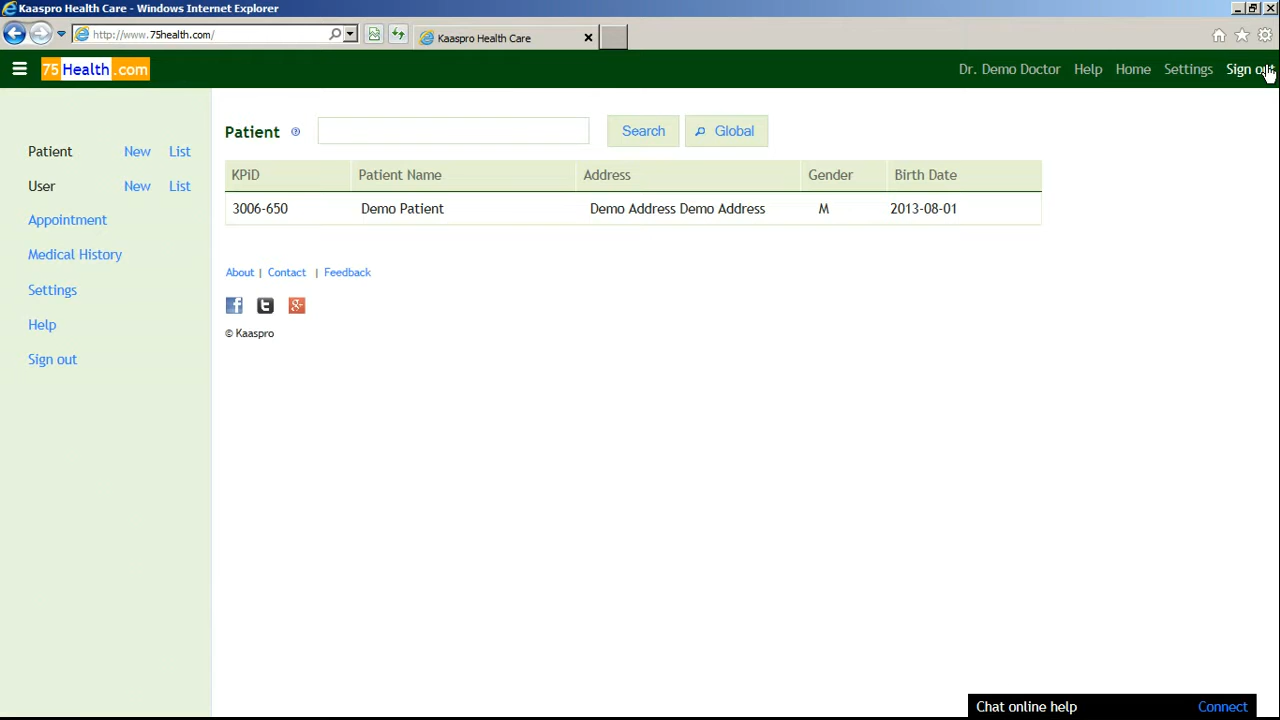 Kaaspro Health Care - Windows Internet Explorer
http://www.75health.com/
Kaaspro Health Care
75 Health .com
Dr. Demo Doctor Help Home Settings Sign out
Patient New List
User New List
Appointment
Medical History
Settings
Help
Sign out
Patient Search Global
KPiD Patient Name Address Gender Birth Date
3006-650 Demo Patient Demo Address Demo Address M 2013-08-01
About | Contact | Feedback
© Kaaspro
Chat online help Connect